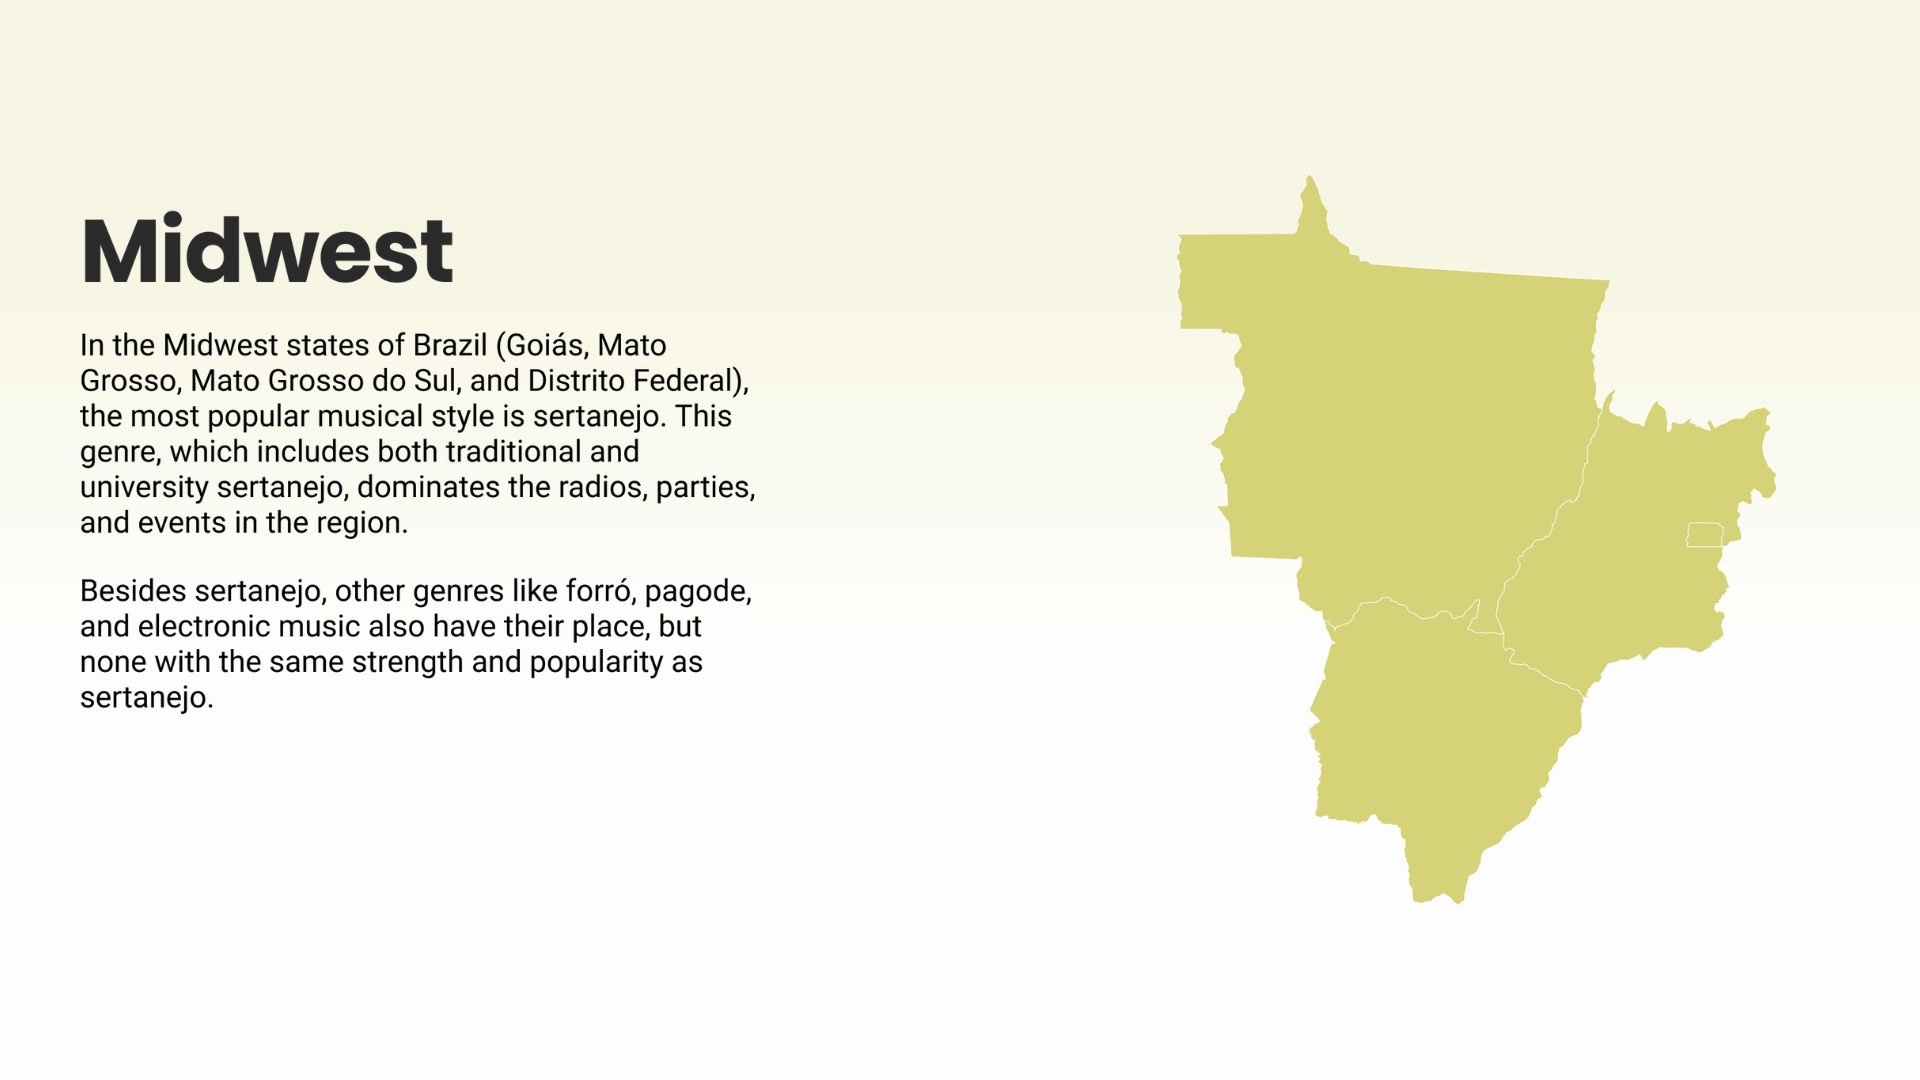 Midwest
In the Midwest states of Brazil (Goiás, Mato
Grosso, Mato Grosso do Sul, and Distrito Federal),
the most popular musical style is sertanejo. This
genre, which includes both traditional and
university sertanejo, dominates the radios, parties,
and events in the region.
Besides sertanejo, other genres like forró, pagode,
and electronic music also have their place, but
none with the same strength and popularity as
sertanejo.